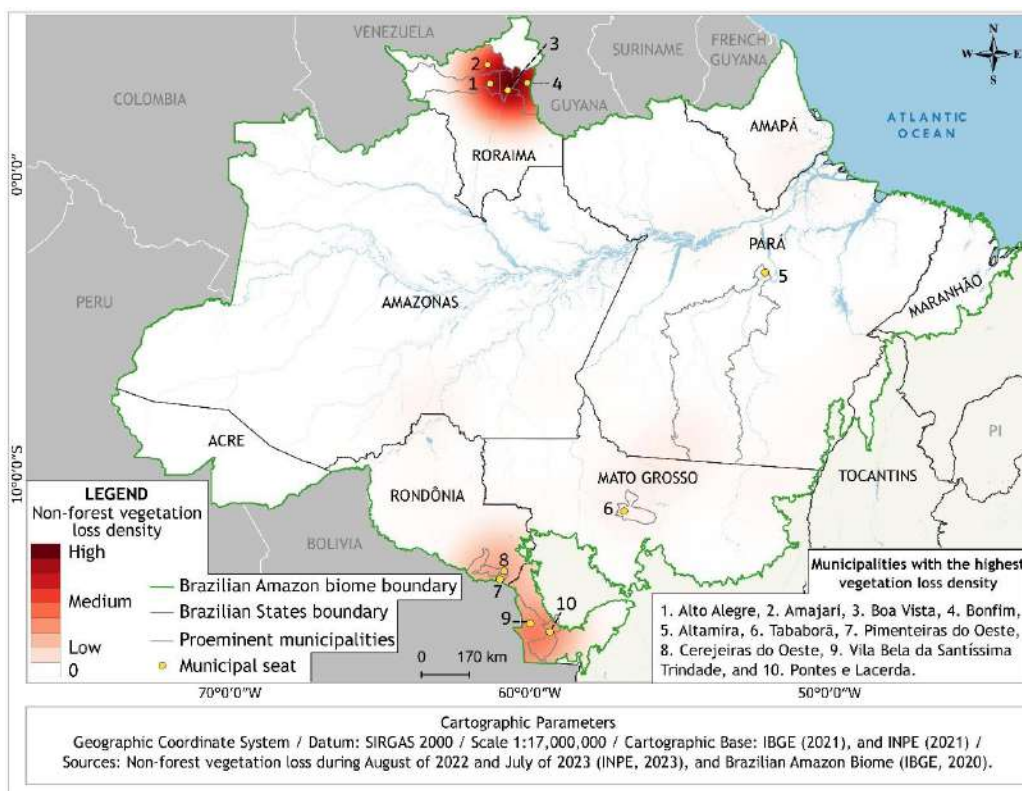 VENEZUELA
SURINAME
FRENCH
GUYANA
N
W E
S
COLOMBIA
GUYANA
ATLANTIC
OCEAN
3
2
1
4
AMAPÁ
RORAIMA
0°0'0"
PARÁ
5
AMAZONAS
MARANHÃO
PERU
ACRE
PI
10°0'0"S
MATO GROSSO
TOCANTINS
RONDÔNIA
6
BOLIVIA
8
7
10
9
LEGEND
Non-forest vegetation
loss density
High
Medium
Low
0
Brazilian Amazon biome boundary
Brazilian States boundary
Proeminent municipalities
Municipal seat
0 170 km
Municipalities with the highest
vegetation loss density
1. Alto Alegre, 2. Amajari, 3. Boa Vista, 4. Bonfim,
5. Altamira, 6. Tababorã, 7. Pimenteiras do Oeste,
8. Cerejeiras do Oeste, 9. Vila Bela da Santíssima
Trindade, and 10. Pontes e Lacerda.
70°0'0"W 60°0'0"W 50°0'0"W
Cartographic Parameters
Geographic Coordinate System / Datum: SIRGAS 2000 / Scale 1:17,000,000 / Cartographic Base: IBGE (2021), and INPE (2021) /
Sources: Non-forest vegetation loss during August of 2022 and July of 2023 (INPE, 2023), and Brazilian Amazon Biome (IBGE, 2020).